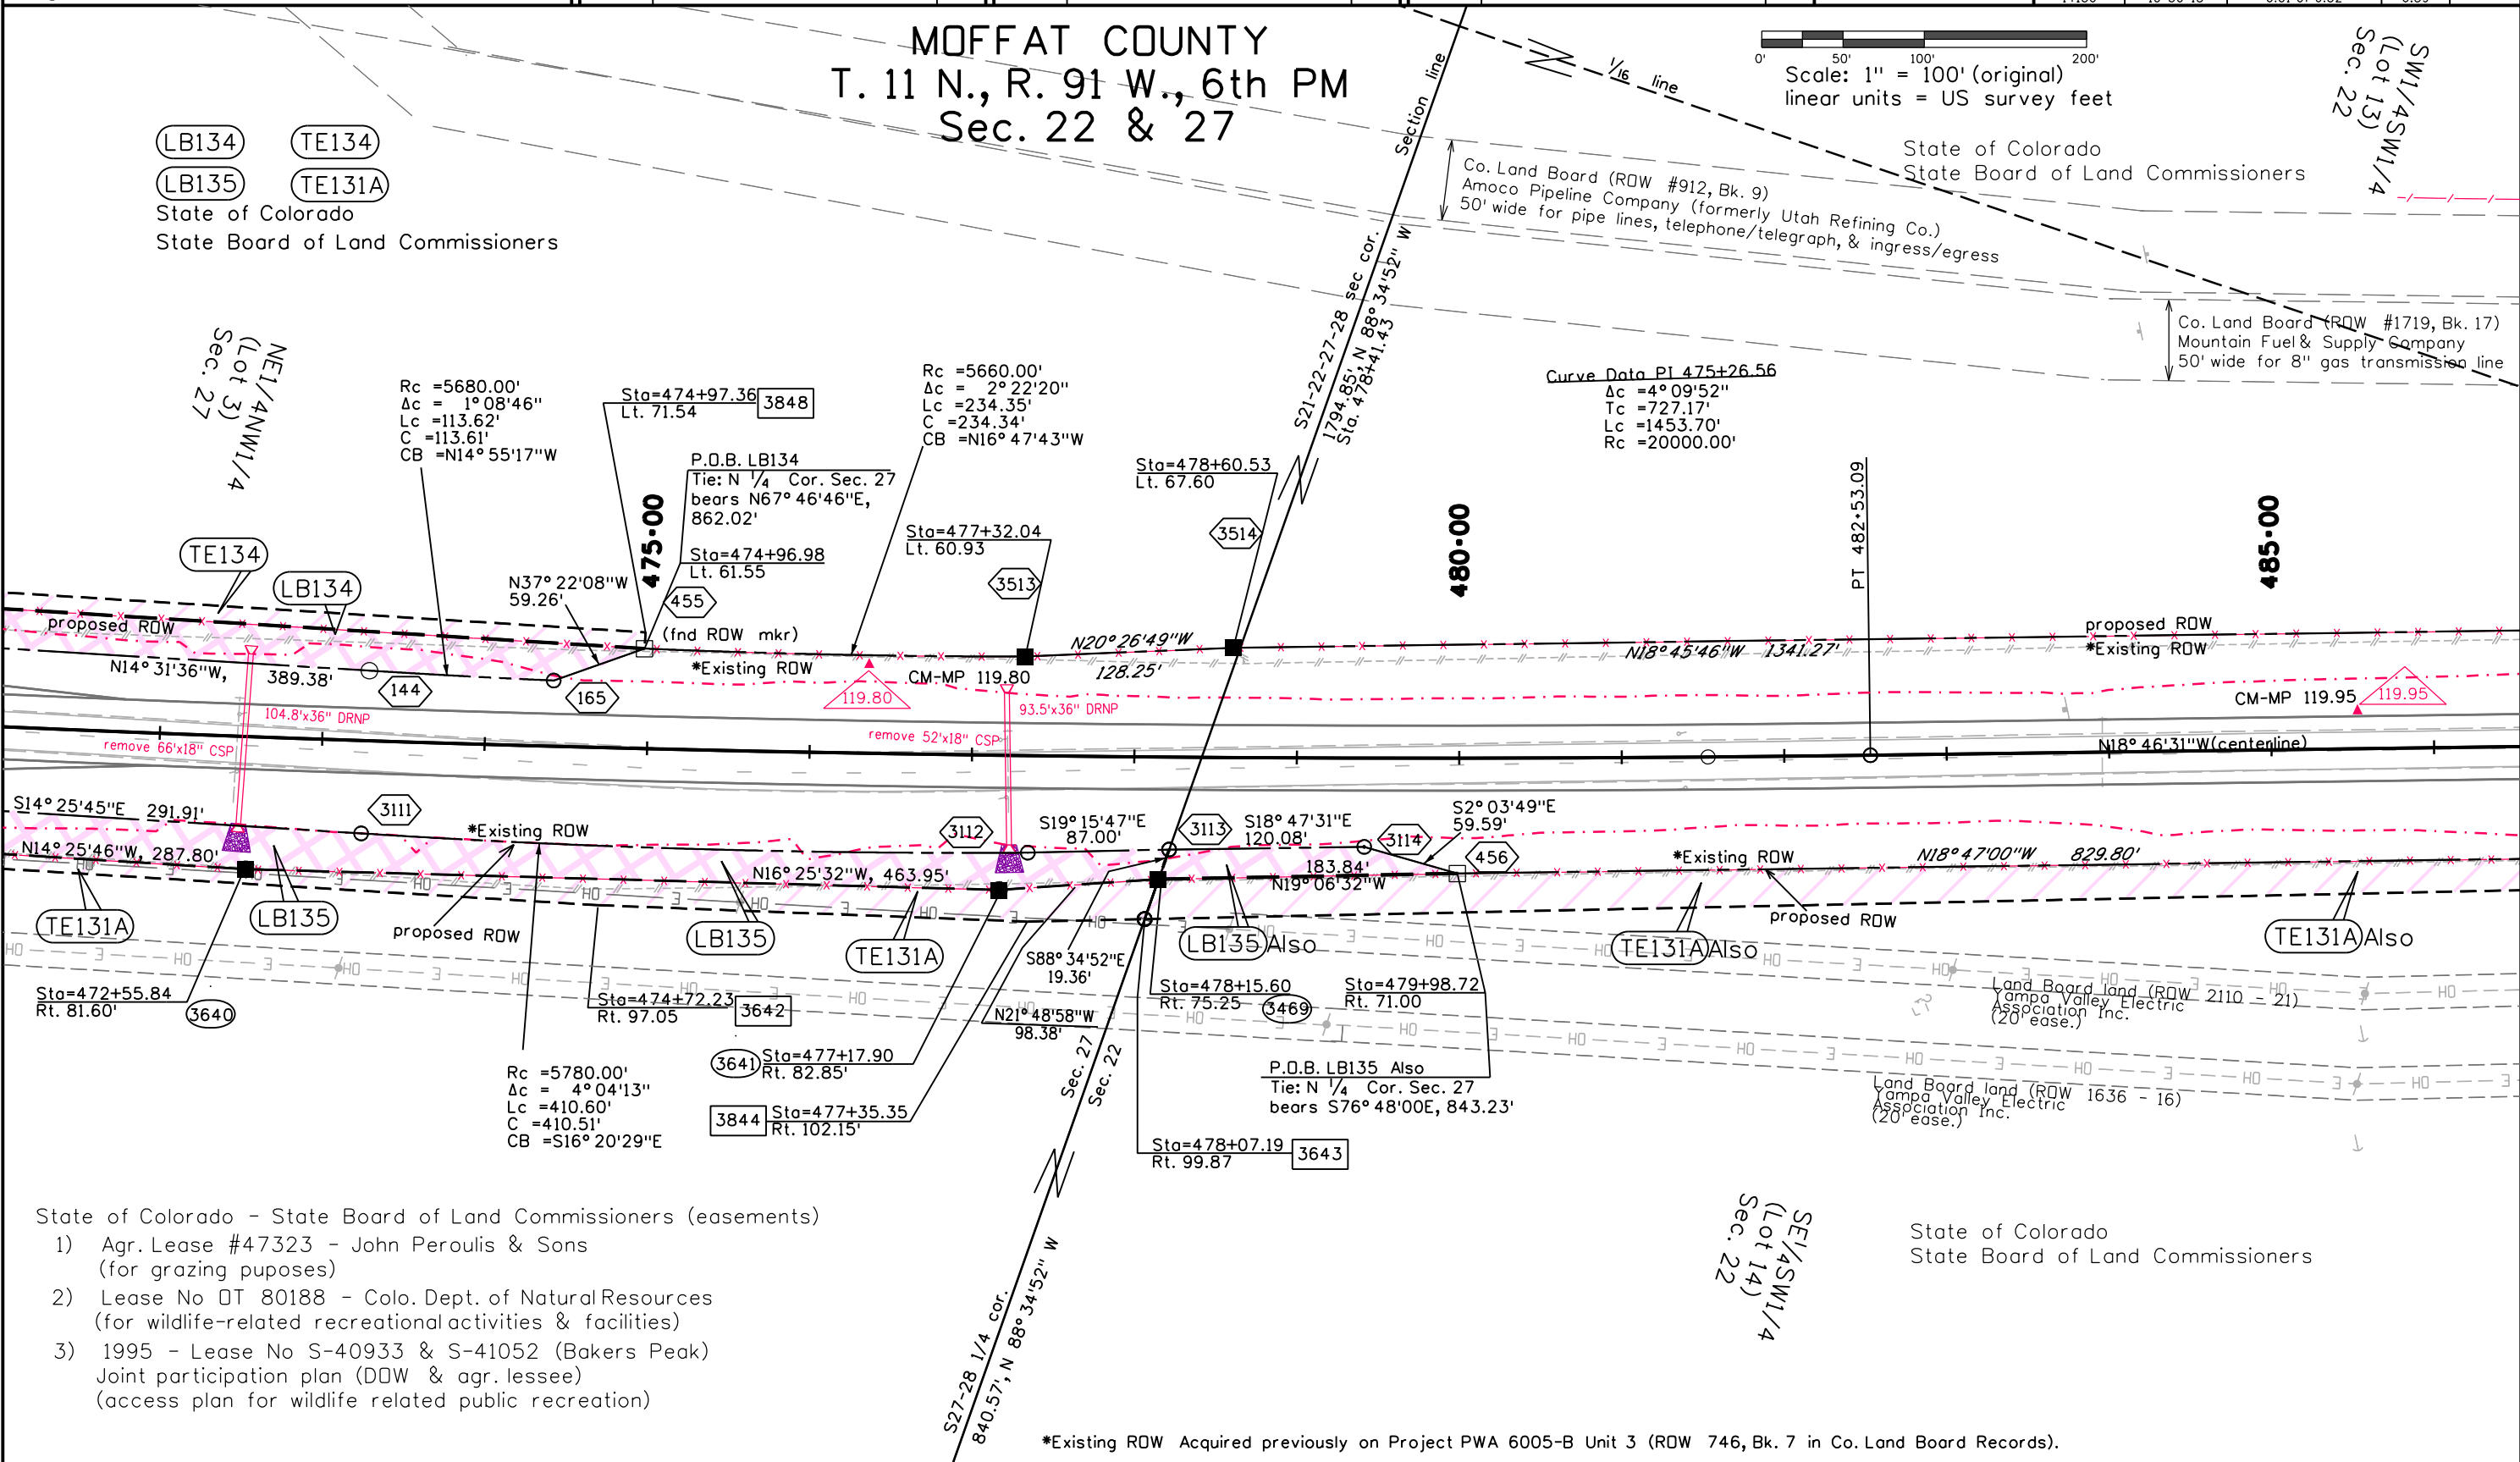 MOFFAT COUNTY
T. 11 N., R. 91 W., 6th PM
Sec. 22 & 27
0' 50' 100' 200'
Scale: 1" = 100' (original)
linear units = US survey feet
SW1/4SW1/4
(Lot 13)
Sec. 22
1/16 line
Section line
LB134 TE134
LB135 TE131A
State of Colorado
State Board of Land Commissioners
State of Colorado
State Board of Land Commissioners
Co. Land Board (ROW #912, Bk. 9)
Amoco Pipeline Company (formerly Utah Refining Co.)
50' wide for pipe lines, telephone/telegraph, & ingress/egress
Co. Land Board (ROW #1719, Bk. 17)
Mountain Fuel & Supply Company
50' wide for 8" gas transmission line
S21-22-27-28 sec cor.
1794.85', N 88° 34'52" W
Sta. 478+41.43
NE1/4NW1/4
(Lot 3)
Sec. 27
Rc =5680.00'
Δc = 1° 08'46"
Lc =113.62'
C =113.61'
CB =N14° 55'17"W
Sta=474+97.36 3848
Lt. 71.54
P.O.B. LB134
Tie: N 1/4 Cor. Sec. 27
bears N67° 46'46"E,
862.02'
Sta=474+96.98
Lt. 61.55
Rc =5660.00'
Δc = 2° 22'20"
Lc =234.35'
C =234.34'
CB =N16° 47'43"W
Sta=477+32.04
Lt. 60.93
Sta=478+60.53
Lt. 67.60
Curve Data PI 475+26.56
Δc =4° 09'52"
Tc =727.17'
Lc =1453.70'
Rc =20000.00'
PT 482+53.09
475+00
480+00
485+00
3514
3513
455
TE134
LB134
N37° 22'08"W
59.26'
(fnd ROW mkr)
proposed ROW
*Existing ROW
N20° 26'49"W
128.25'
N18° 45'46"W 1341.27'
proposed ROW
*Existing ROW
N14° 31'36"W, 389.38'
144
165
CM-MP 119.80
119.80
CM-MP 119.95
119.95
104.8'x36" DRNP
remove 66'x18" CSP
93.5'x36" DRNP
remove 52'x18" CSP
N18° 46'31"W(centerline)
S14° 25'45"E 291.91'
3111
*Existing ROW
3112
S19° 15'47"E
87.00'
3113
S18° 47'31"E
120.08'
3114
S2° 03'49"E
59.59'
456
N14° 25'46"W, 287.80'
N16° 25'32"W, 463.95'
183.84'
N19° 06'32"W
*Existing ROW
N18° 47'00"W 829.80'
TE131A
LB135
proposed ROW
LB135
TE131A
LB135 Also
TE131A Also
proposed ROW
TE131A Also
OH E OH E OH E OH E
S88° 34'52"E
19.36'
Sta=472+55.84
Rt. 81.60'
3640
Sta=474+72.23 3642
Rt. 97.05
N21° 48'58"W
98.38'
Sta=478+15.60
Rt. 75.25
3469
Sta=479+98.72
Rt. 71.00
Land Board land (ROW 2110 - 21)
Yampa Valley Electric
Association Inc.
(20' ease.)
3641 Sta=477+17.90
Rt. 82.85'
Rc =5780.00'
Δc = 4° 04'13"
Lc =410.60'
C =410.51'
CB =S16° 20'29"E
3844 Sta=477+35.35
Rt. 102.15'
Sec. 27
Sec. 22
P.O.B. LB135 Also
Tie: N 1/4 Cor. Sec. 27
bears S76° 48'00E, 843.23'
Land Board land (ROW 1636 - 16)
Yampa Valley Electric
Association Inc.
(20' ease.)
Sta=478+07.19 3643
Rt. 99.87
State of Colorado - State Board of Land Commissioners (easements)
1) Agr. Lease #47323 - John Peroulis & Sons
(for grazing puposes)
2) Lease No OT 80188 - Colo. Dept. of Natural Resources
(for wildlife-related recreational activities & facilities)
3) 1995 - Lease No S-40933 & S-41052 (Bakers Peak)
Joint participation plan (DOW & agr. lessee)
(access plan for wildlife related public recreation)
S27-28 1/4 cor.
840.57', N 88° 34'52" W
SE1/4SW1/4
(Lot 14)
Sec. 22
State of Colorado
State Board of Land Commissioners
*Existing ROW Acquired previously on Project PWA 6005-B Unit 3 (ROW 746, Bk. 7 in Co. Land Board Records).